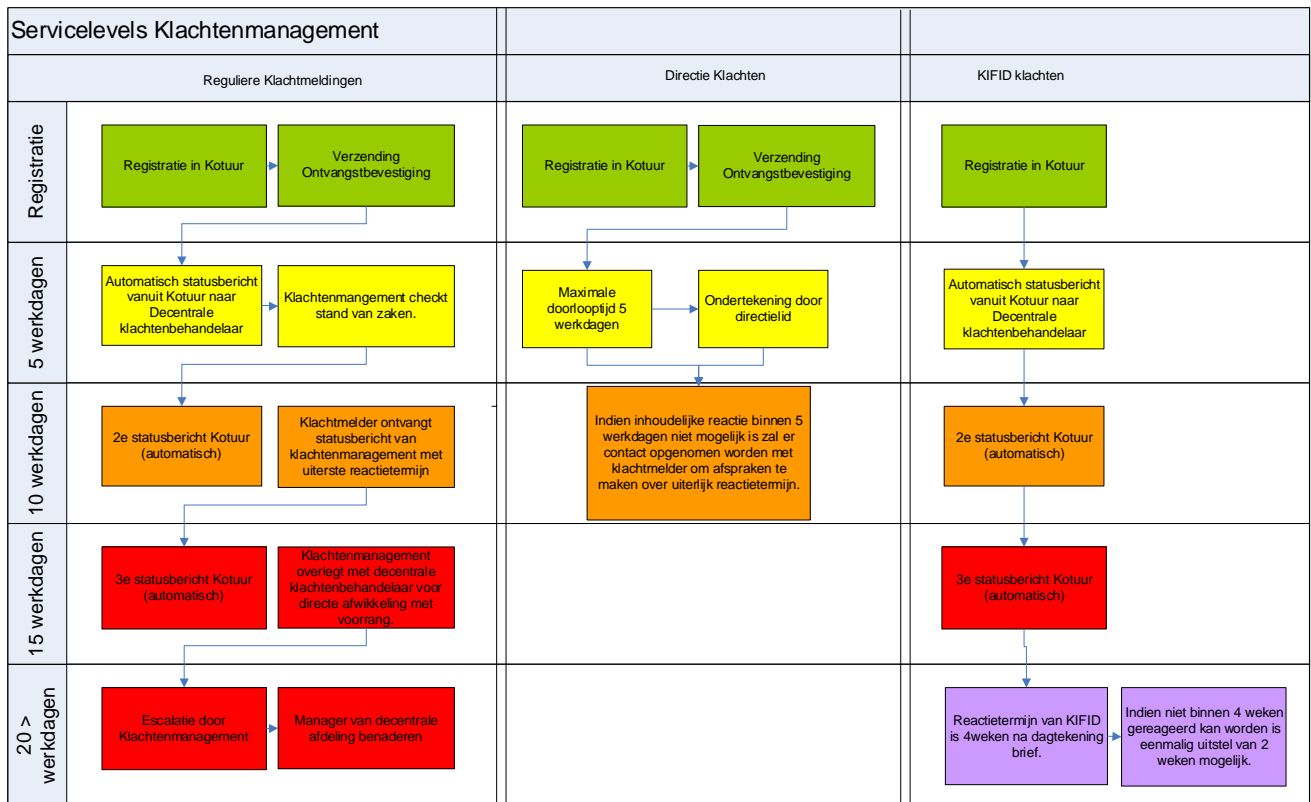 Servicelevels Klachtenmanagement
Reguliere Klachtmeldingen
Directie Klachten
KIFID klachten
Registratie
Registratie in Kotuur
Verzending
Ontvangstbevestiging
Registratie in Kotuur
Verzending
Ontvangstbevestiging
Registratie in Kotuur
5 werkdagen
Automatisch statusbericht
vanuit Kotuur naar
Decentrale
klachtenbehandelaar
Klachtenmangement checkt
stand van zaken.
Maximale
doorlooptijd 5
werkdagen
Ondertekening door
directielid
Automatisch statusbericht
vanuit Kotuur naar
Decentrale
klachtenbehandelaar
10 werkdagen
2e statusbericht Kotuur
(automatisch)
Klachtmelder ontvangt
statusbericht van
klachtenmanagement met
uiterste reactietermijn
Indien inhoudelijke reactie binnen 5
werkdagen niet mogelijk is zal er
contact opgenomen worden met
klachtmelder om afspraken te
maken over uiterlijk reactietermijn.
2e statusbericht Kotuur
(automatisch)
15 werkdagen
3e statusbericht Kotuur
(automatisch)
Klachtenmanagement
overlegt met decentrale
klachtenbehandelaar voor
directe afwikkeling met
voorrang.
3e statusbericht Kotuur
(automatisch)
20 >
werkdagen
Escalatie door
Klachtenmanagement
Manager van decentrale
afdeling benaderen
Reactietermijn van KIFID
is 4weken na dagtekening
brief.
Indien niet binnen 4 weken
gereageerd kan worden is
eenmalig uitstel van 2
weken mogelijk.